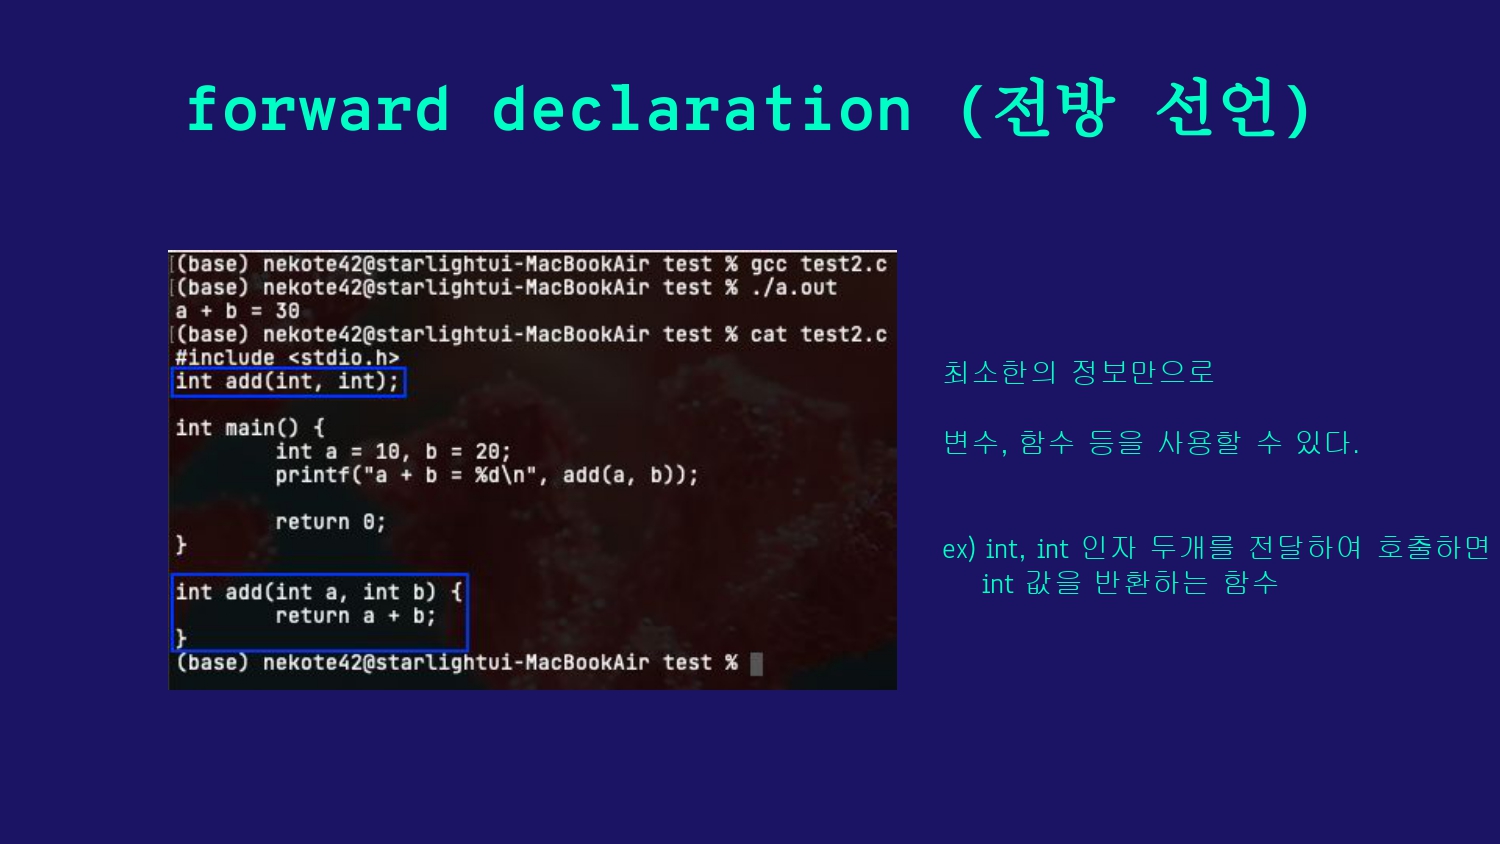 forward declaration (전방 선언)
(base) nekote42@starlightui-MacBookAir test % gcc test2.c
(base) nekote42@starlightui-MacBookAir test % ./a.out
a + b = 30
(base) nekote42@starlightui-MacBookAir test % cat test2.c
#include <stdio.h>
int add(int, int);
int main() {
int a = 10, b = 20;
printf("a + b = %d\n", add(a, b));
return 0;
}
int add(int a, int b) {
return a + b;
}
(base) nekote42@starlightui-MacBookAir test %
최소한의 정보만으로
변수, 함수 등을 사용할 수 있다.
ex) int, int 인자 두개를 전달하여 호출하면
int 값을 반환하는 함수